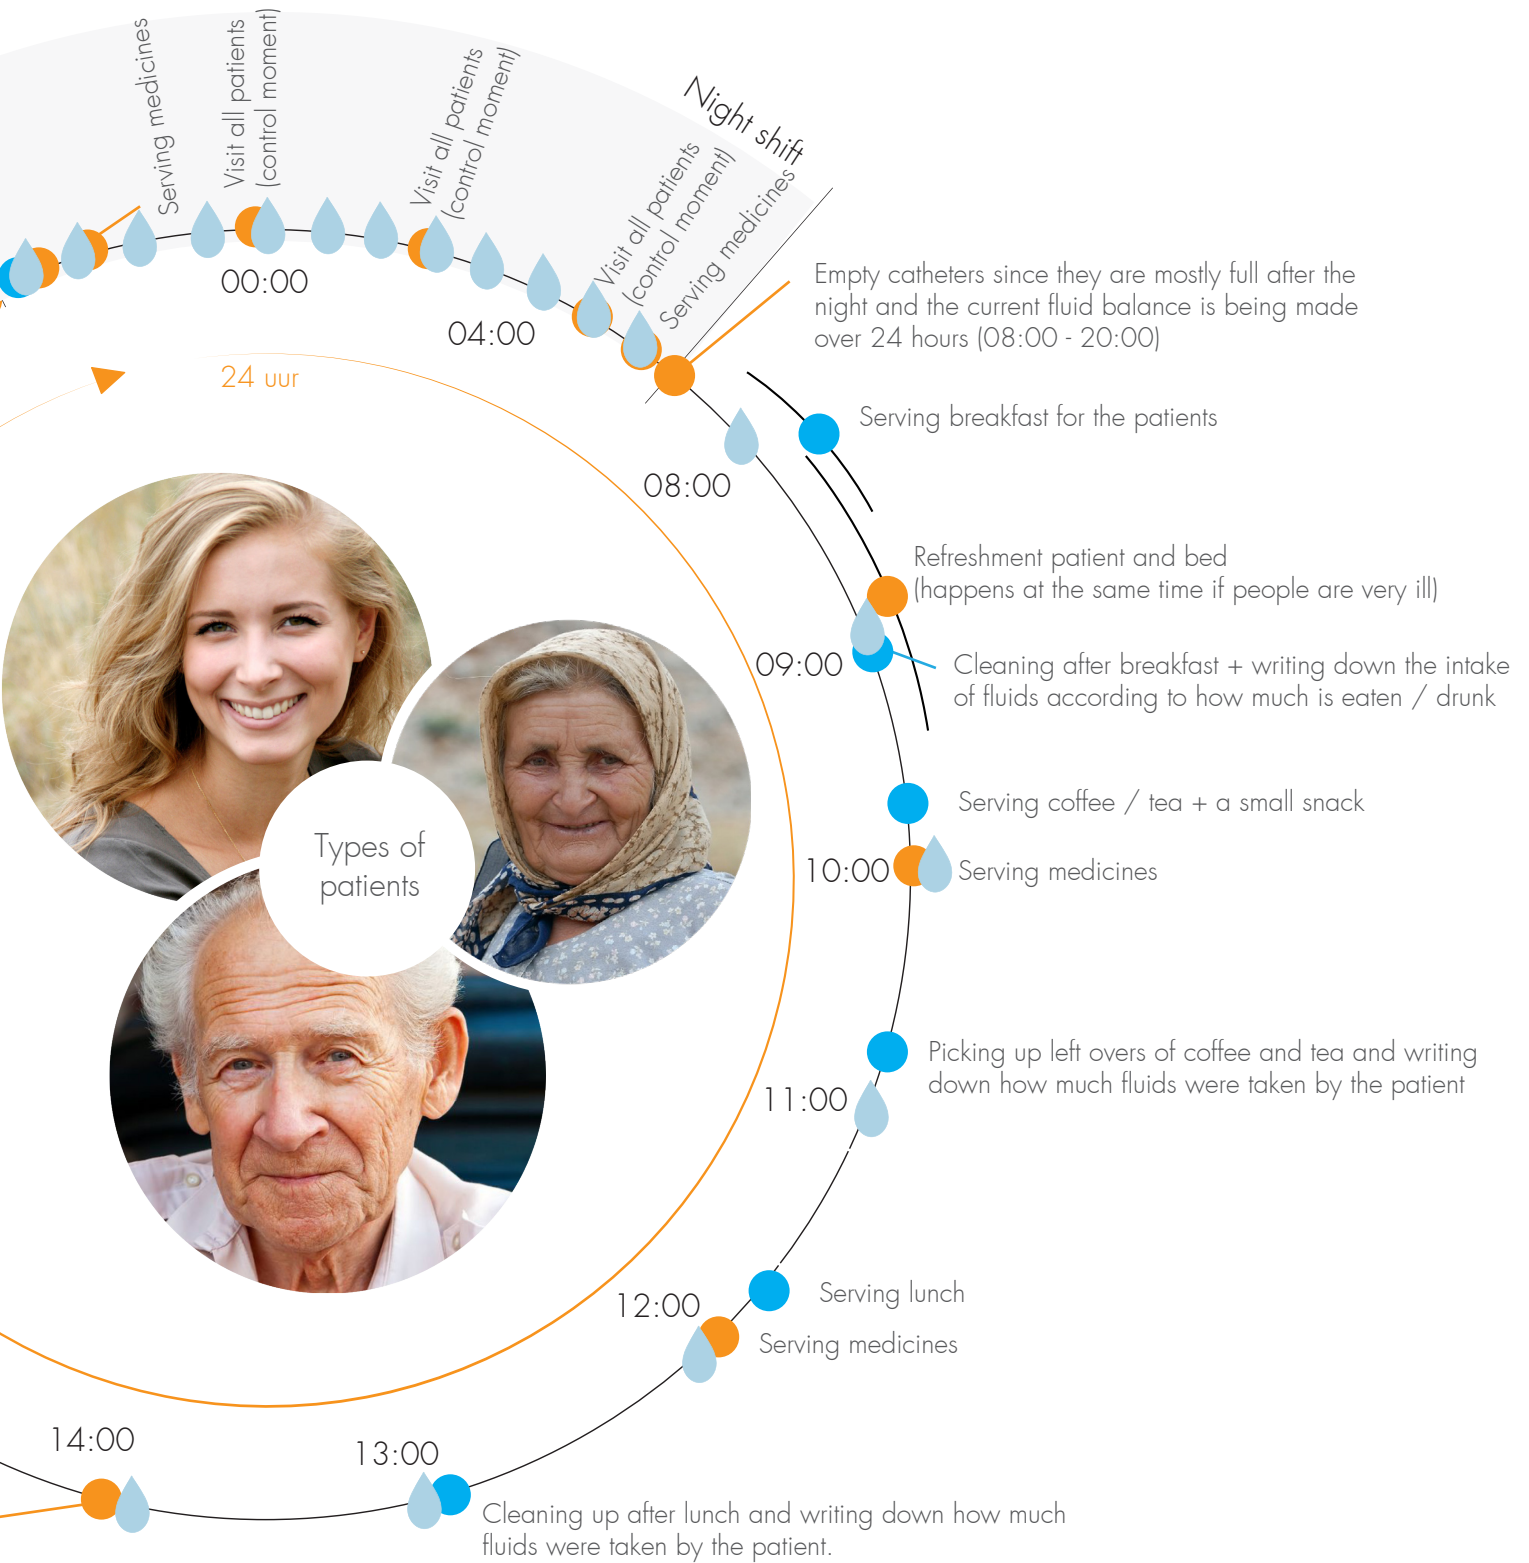 Serving medicines
Visit all patients
(control moment)
Visit all patients
(control moment)
Night shift
Visit all patients
(control moment)
Serving medicines
00:00
04:00
24 uur
Empty catheters since they are mostly full after the
night and the current fluid balance is being made
over 24 hours (08:00 - 20:00)
Serving breakfast for the patients
08:00
Refreshment patient and bed
(happens at the same time if people are very ill)
09:00
Cleaning after breakfast + writing down the intake
of fluids according to how much is eaten / drunk
Serving coffee / tea + a small snack
Types of
patients
10:00
Serving medicines
Picking up left overs of coffee and tea and writing
down how much fluids were taken by the patient
11:00
Serving lunch
12:00
Serving medicines
14:00
13:00
Cleaning up after lunch and writing down how much
fluids were taken by the patient.